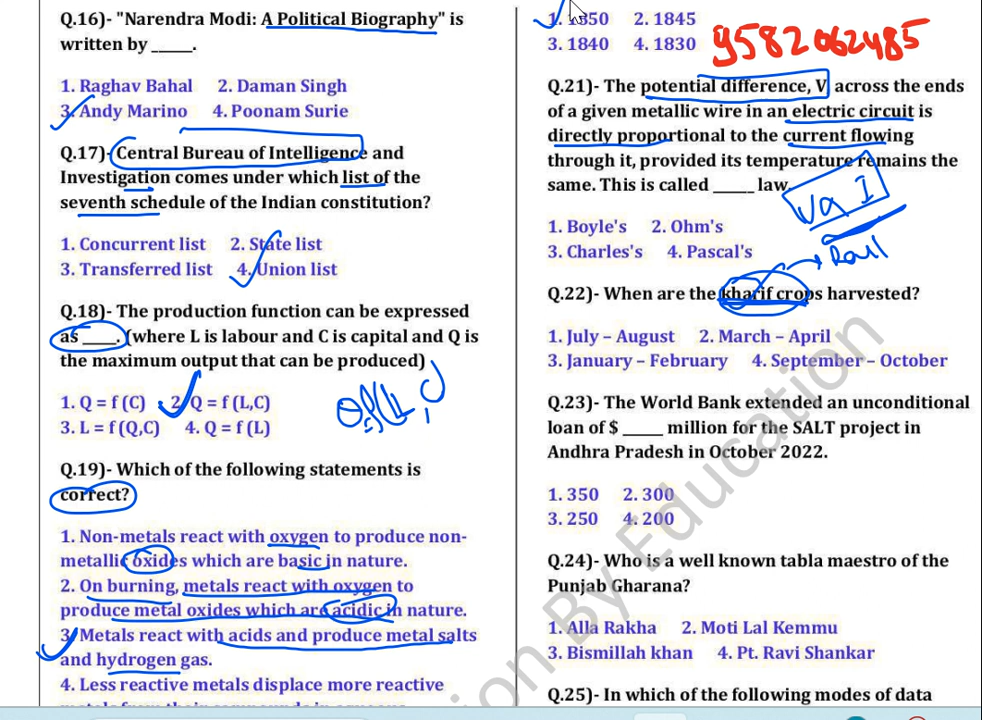 Q.16)- "Narendra Modi: A Political Biography" is
written by _____.
1. Raghav Bahal 2. Daman Singh
3. Andy Marino 4. Poonam Surie
Q.17)- Central Bureau of Intelligence and
Investigation comes under which list of the
seventh schedule of the Indian constitution?
1. Concurrent list 2. State list
3. Transferred list 4. Union list
Q.18)- The production function can be expressed
as ____. (where L is labour and C is capital and Q is
the maximum output that can be produced)
1. Q = f (C) 2. Q = f (L,C)
3. L = f (Q,C) 4. Q = f (L)
Q.19)- Which of the following statements is
correct?
1. Non-metals react with oxygen to produce non-
metallic oxides which are basic in nature.
2. On burning, metals react with oxygen to
produce metal oxides which are acidic in nature.
3. Metals react with acids and produce metal salts
and hydrogen gas.
4. Less reactive metals displace more reactive
1. 1850 2. 1845
3. 1840 4. 1830
9582062485
Q.21)- The potential difference, V, across the ends
of a given metallic wire in an electric circuit is
directly proportional to the current flowing
through it, provided its temperature remains the
same. This is called _____ law.
V α I
1. Boyle's 2. Ohm's
3. Charles's 4. Pascal's
Q.22)- When are the kharif crops harvested?
1. July – August 2. March – April
3. January – February 4. September – October
Q.23)- The World Bank extended an unconditional
loan of $ _____ million for the SALT project in
Andhra Pradesh in October 2022.
1. 350 2. 300
3. 250 4. 200
Q.24)- Who is a well known tabla maestro of the
Punjab Gharana?
1. Alla Rakha 2. Moti Lal Kemmu
3. Bismillah khan 4. Pt. Ravi Shankar
Q.25)- In which of the following modes of data
By Education